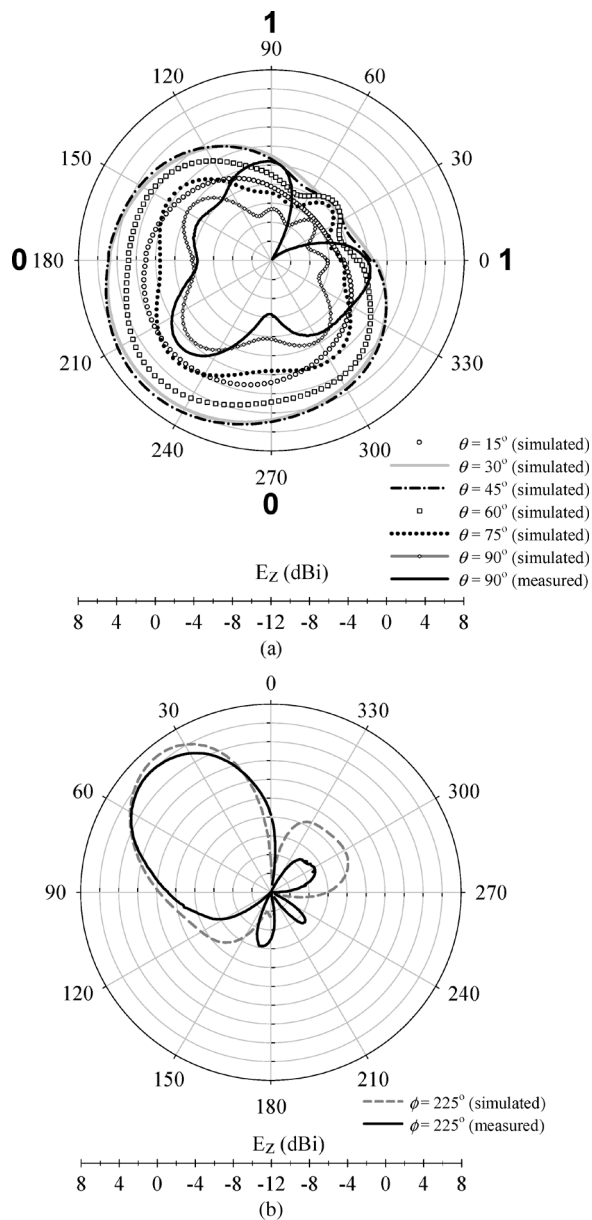 1
90
120 60
150 30
0 180 0 1
210 330
240 300
270
0
θ = 15° (simulated)
θ = 30° (simulated)
θ = 45° (simulated)
θ = 60° (simulated)
θ = 75° (simulated)
θ = 90° (simulated)
θ = 90° (measured)
E_Z (dBi)
8 4 0 -4 -8 -12 -8 -4 0 4 8
(a)
0
30 330
60 300
90 270
120 240
150 210
180
ϕ = 225° (simulated)
ϕ = 225° (measured)
E_Z (dBi)
8 4 0 -4 -8 -12 -8 -4 0 4 8
(b)